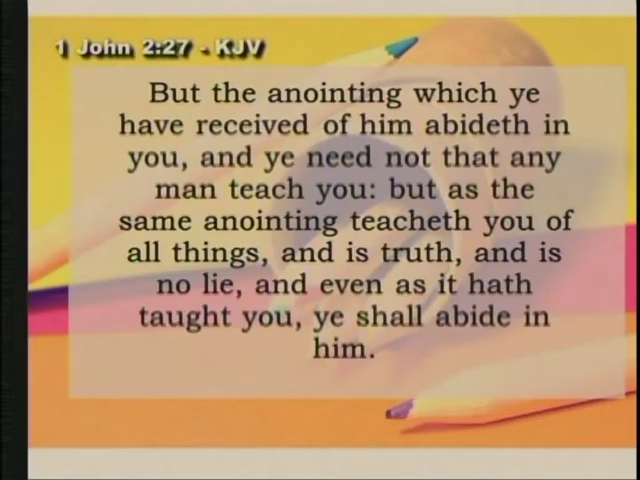 1 John 2:27 - KJV
But the anointing which ye
have received of him abideth in
you, and ye need not that any
man teach you: but as the
same anointing teacheth you of
all things, and is truth, and is
no lie, and even as it hath
taught you, ye shall abide in
him.